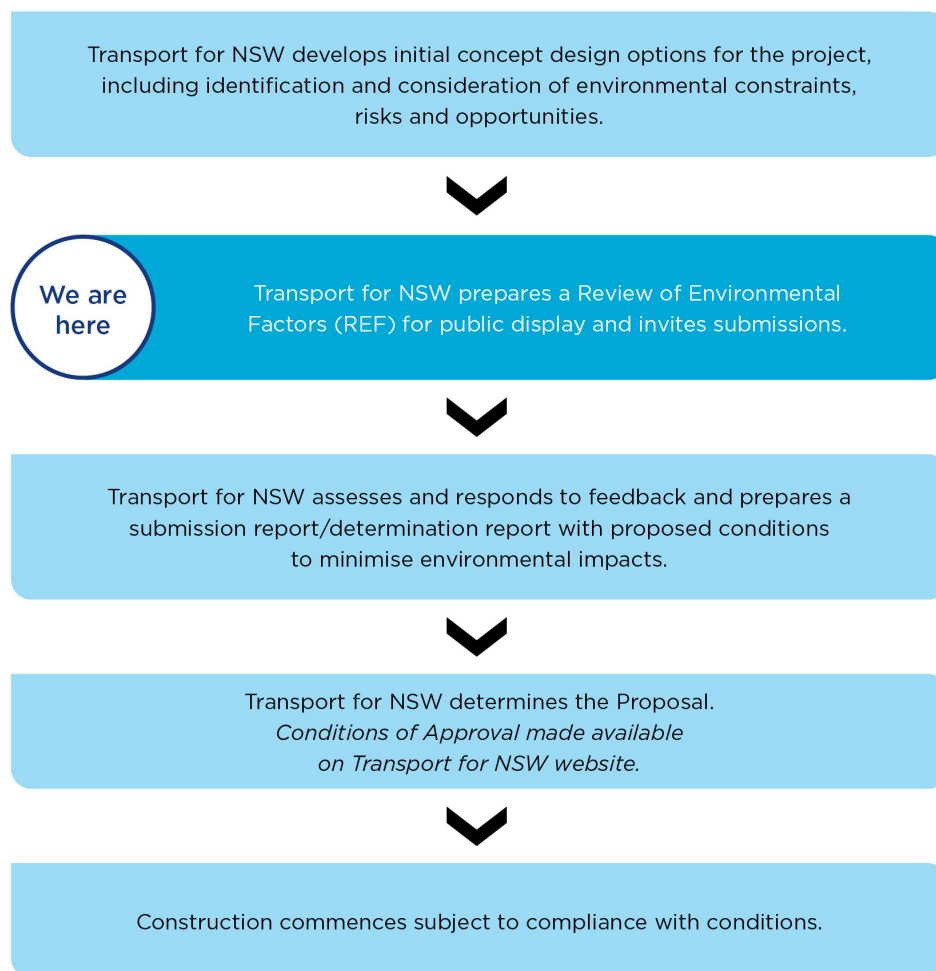 Transport for NSW develops initial concept design options for the project,
including identification and consideration of environmental constraints,
risks and opportunities.
We are
here
Transport for NSW prepares a Review of Environmental
Factors (REF) for public display and invites submissions.
Transport for NSW assesses and responds to feedback and prepares a
submission report/determination report with proposed conditions
to minimise environmental impacts.
Transport for NSW determines the Proposal.
Conditions of Approval made available
on Transport for NSW website.
Construction commences subject to compliance with conditions.